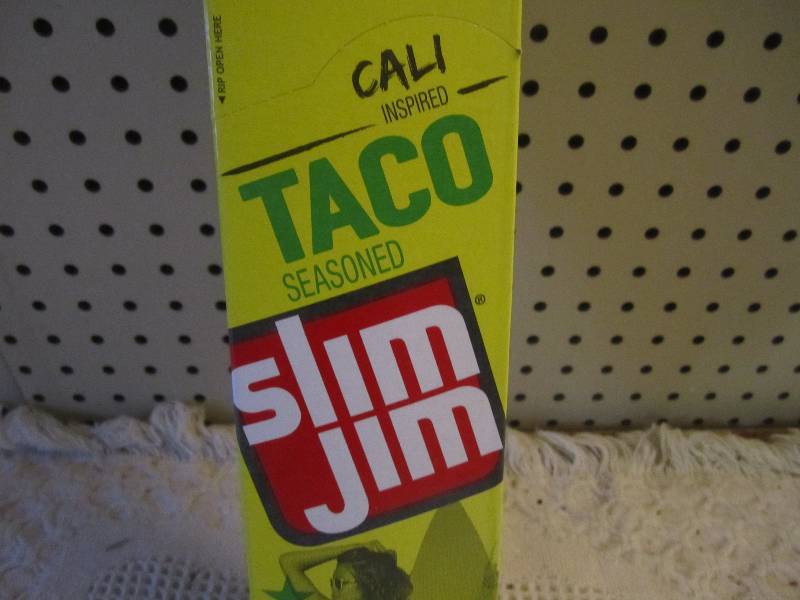 RIP OPEN HERE
CALI
INSPIRED
TACO
SEASONED
slim
jim
®